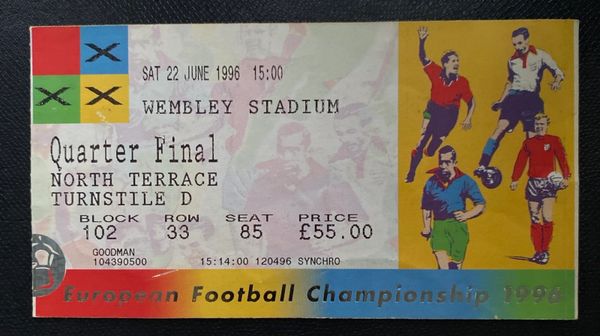 SAT 22 JUNE 1996 15:00
WEMBLEY STADIUM
Quarter Final
NORTH TERRACE
TURNSTILE D
BLOCK ROW SEAT PRICE
102 33 85 £55.00
GOODMAN
104390500 15:14:00 120496 SYNCHRO
European Football Championship 1996